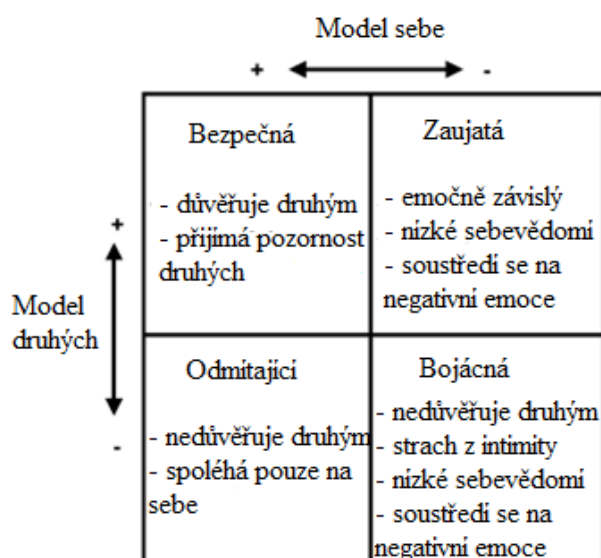 Model sebe
+ -
Bezpečná
- důvěřuje druhým
- přijímá pozornost
druhých
Zaujatá
- emočně závislý
- nízké sebevědomí
- soustředí se na
negativní emoce
+
Model
druhých
-
Odmítající
- nedůvěřuje druhým
- spoléhá pouze na
sebe
Bojácná
- nedůvěřuje druhým
- strach z intimity
- nízké sebevědomí
- soustředí se na
negativní emoce